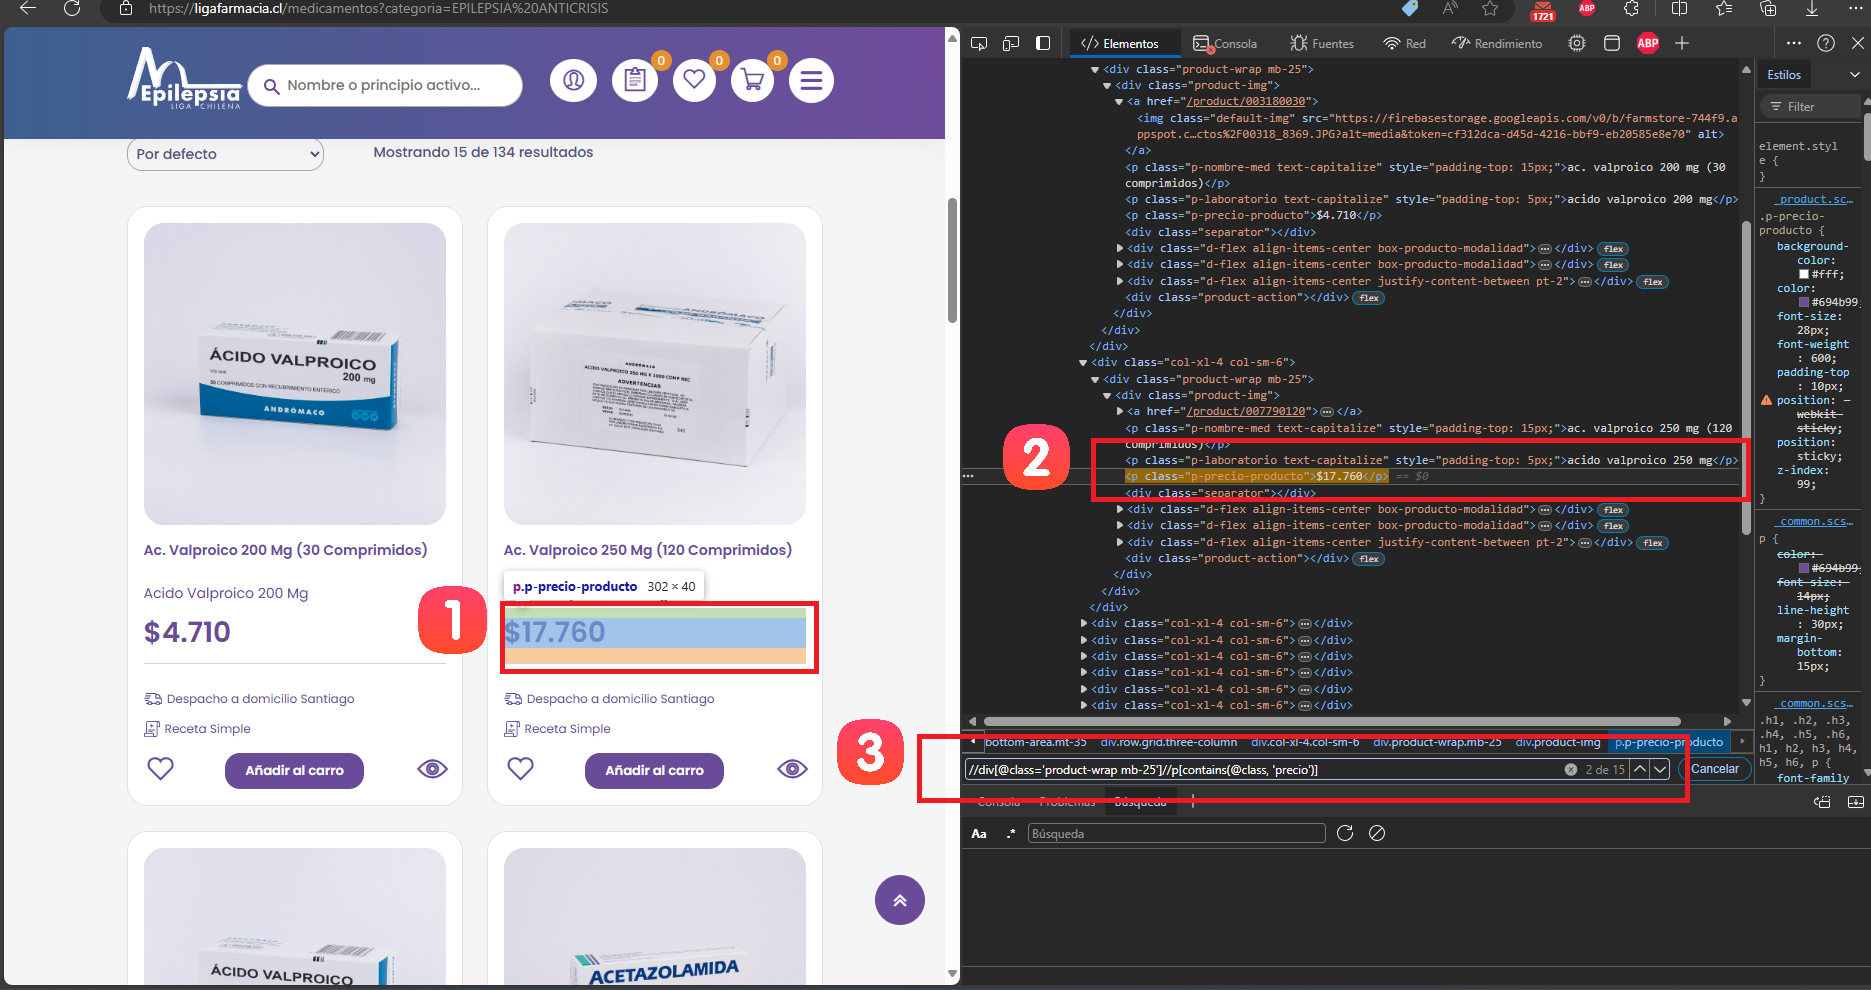 https://ligafarmacia.cl/medicamentos?categoria=EPILEPSIA%20ANTICRISIS
1721
ABP
Epilepsia
LIGA CHILENA
Nombre o principio activo...
0
0
0
Por defecto
Mostrando 15 de 134 resultados
ÁCIDO VALPROICO
200 mg
Vía oral
30 COMPRIMIDOS CON RECUBRIMIENTO ENTÉRICO
ANDRÓMACO
ANDRÓMACO
ÁCIDO VALPROICO 250 MG X 1000 COMP REC
ADVERTENCIAS
Ac. Valproico 200 Mg (30 Comprimidos)
Ac. Valproico 250 Mg (120 Comprimidos)
Acido Valproico 200 Mg
p.p-precio-producto 302 × 40
1
$4.710
$17.760
Despacho a domicilio Santiago
Despacho a domicilio Santiago
Receta Simple
Receta Simple
Añadir al carro
Añadir al carro
ÁCIDO VALPROICO
ACETAZOLAMIDA
Elementos
Consola
Fuentes
Red
Rendimiento
ABP
<div class="product-wrap mb-25">
<div class="product-img">
<a href="/product/003180030">
<img class="default-img" src="https://firebasestorage.googleapis.com/v0/b/farmstore-744f9.a
ppspot.c…ctos%2F00318_8369.JPG?alt=media&token=cf312dca-d45d-4216-bbf9-eb20585e8e70" alt>
</a>
<p class="p-nombre-med text-capitalize" style="padding-top: 15px;">ac. valproico 200 mg (30
comprimidos)</p>
<p class="p-laboratorio text-capitalize" style="padding-top: 5px;">acido valproico 200 mg</p>
<p class="p-precio-producto">$4.710</p>
<div class="separator"></div>
<div class="d-flex align-items-center box-producto-modalidad">…</div> flex
<div class="d-flex align-items-center box-producto-modalidad">…</div> flex
<div class="d-flex align-items-center justify-content-between pt-2">…</div> flex
<div class="product-action"></div> flex
</div>
</div>
</div>
<div class="col-xl-4 col-sm-6">
<div class="product-wrap mb-25">
<div class="product-img">
<a href="/product/007790120">…</a>
<p class="p-nombre-med text-capitalize" style="padding-top: 15px;">ac. valproico 250 mg (120
comprimidos)</p>
2
<p class="p-laboratorio text-capitalize" style="padding-top: 5px;">acido valproico 250 mg</p>
<p class="p-precio-producto">$17.760</p> == $0
<div class="separator"></div>
<div class="d-flex align-items-center box-producto-modalidad">…</div> flex
<div class="d-flex align-items-center box-producto-modalidad">…</div> flex
<div class="d-flex align-items-center justify-content-between pt-2">…</div> flex
<div class="product-action"></div> flex
</div>
</div>
</div>
<div class="col-xl-4 col-sm-6">…</div>
<div class="col-xl-4 col-sm-6">…</div>
<div class="col-xl-4 col-sm-6">…</div>
<div class="col-xl-4 col-sm-6">…</div>
<div class="col-xl-4 col-sm-6">…</div>
<div class="col-xl-4 col-sm-6">…</div>
3
bottom-area.mt-35 div.row.grid.three-column div.col-xl-4.col-sm-6 div.product-wrap.mb-25 div.product-img p.p-precio-producto
//div[@class='product-wrap mb-25']//p[contains(@class, 'precio')]
2 de 15
Cancelar
Consola Problemas Búsqueda
Aa .* Búsqueda
Estilos
Filter
element.styl
e {
}
_product.sc…
.p-precio-
producto {
background-
color:
#fff;
color:
#694b99;
font-size:
28px;
font-weight
: 600;
padding-top
: 10px;
position: -
webkit-
sticky;
position:
sticky;
z-index:
99;
}
_common.scs…
p {
color:
#694b99;
font-size:
14px;
line-height
: 30px;
margin-
bottom:
15px;
}
_common.scs…
.h1, .h2, .h3,
.h4, .h5, .h6,
h1, h2, h3, h4,
h5, h6, p {
font-family